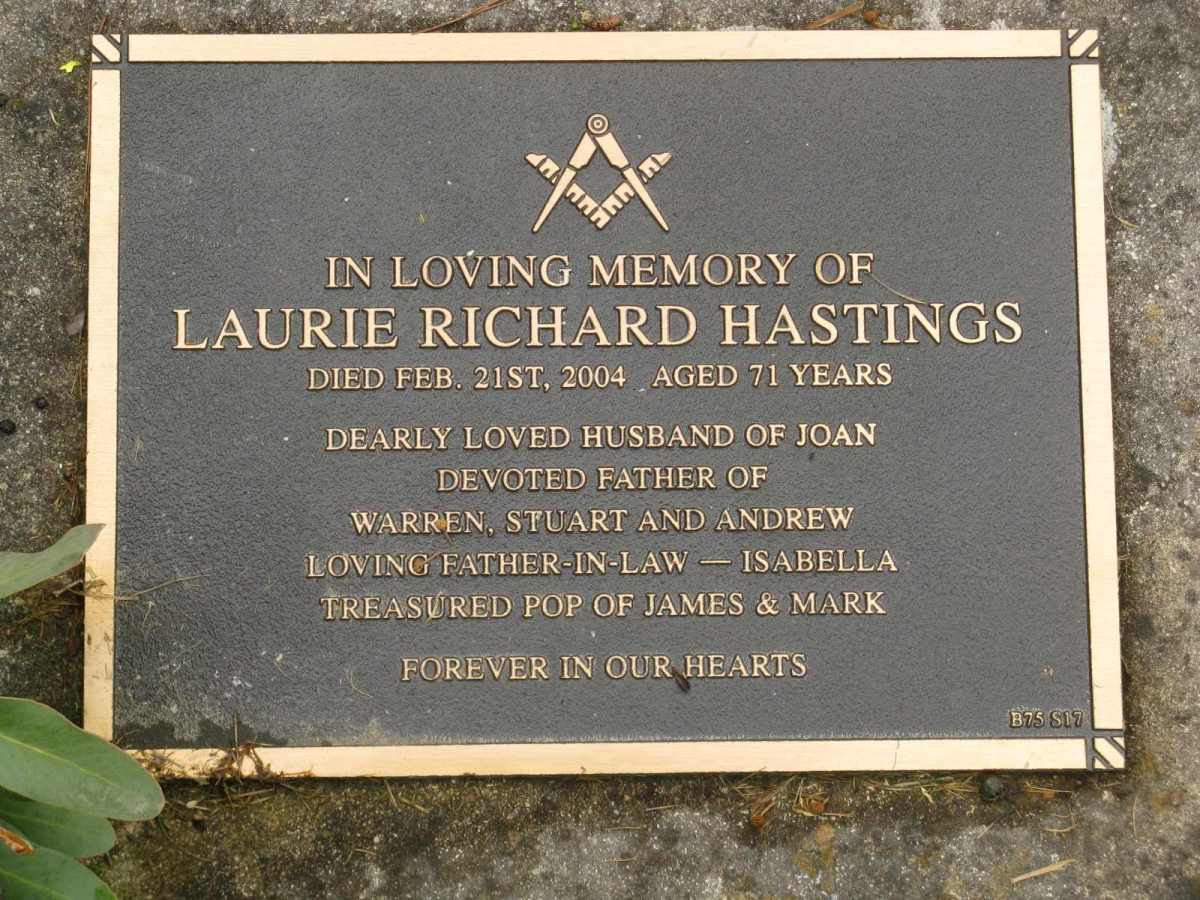 IN LOVING MEMORY OF
LAURIE RICHARD HASTINGS
DIED FEB. 21ST, 2004 AGED 71 YEARS
DEARLY LOVED HUSBAND OF JOAN
DEVOTED FATHER OF
WARREN, STUART AND ANDREW
LOVING FATHER-IN-LAW — ISABELLA
TREASURED POP OF JAMES & MARK
FOREVER IN OUR HEARTS
B75 S17